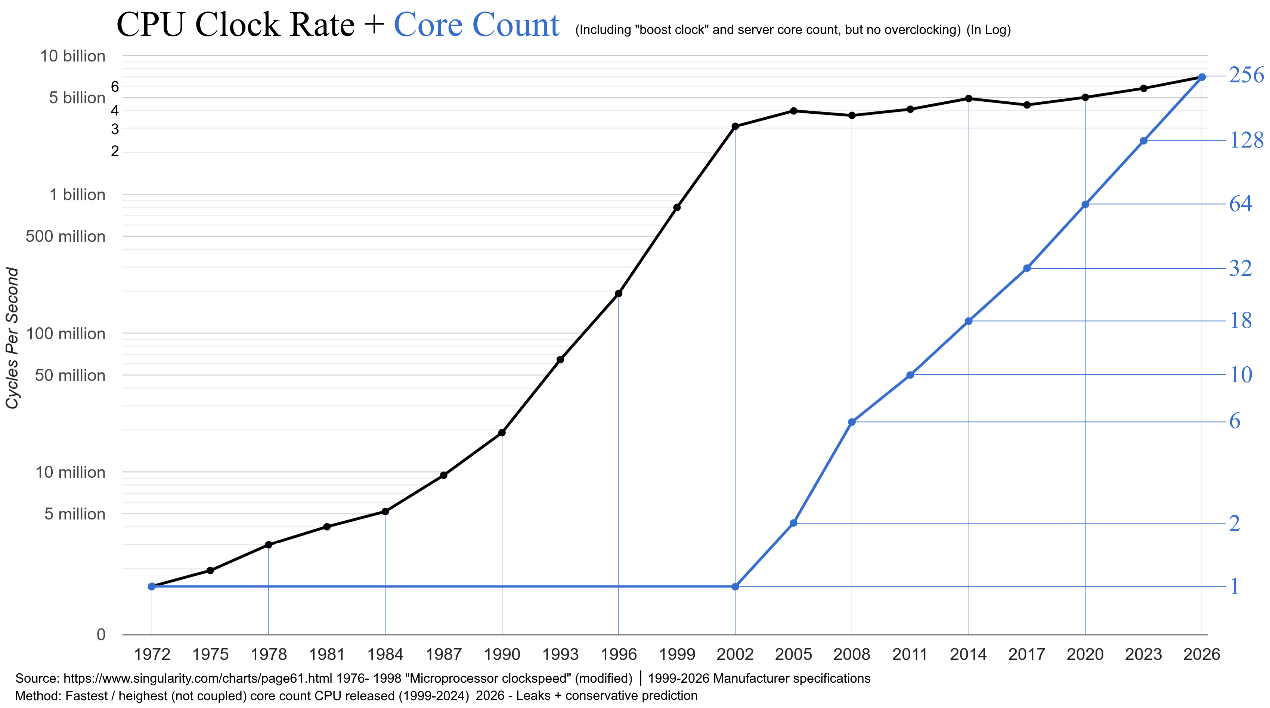 CPU Clock Rate + Core Count (Including "boost clock" and server core count, but no overclocking) (In Log)
10 billion
6
5 billion
4
3
2
1 billion
500 million
100 million
50 million
10 million
5 million
0
Cycles Per Second
256
128
64
32
18
10
6
2
1
1972 1975 1978 1981 1984 1987 1990 1993 1996 1999 2002 2005 2008 2011 2014 2017 2020 2023 2026
Source: https://www.singularity.com/charts/page61.html 1976- 1998 "Microprocessor clockspeed" (modified) | 1999-2026 Manufacturer specifications
Method: Fastest / heighest (not coupled) core count CPU released (1999-2024) 2026 - Leaks + conservative prediction